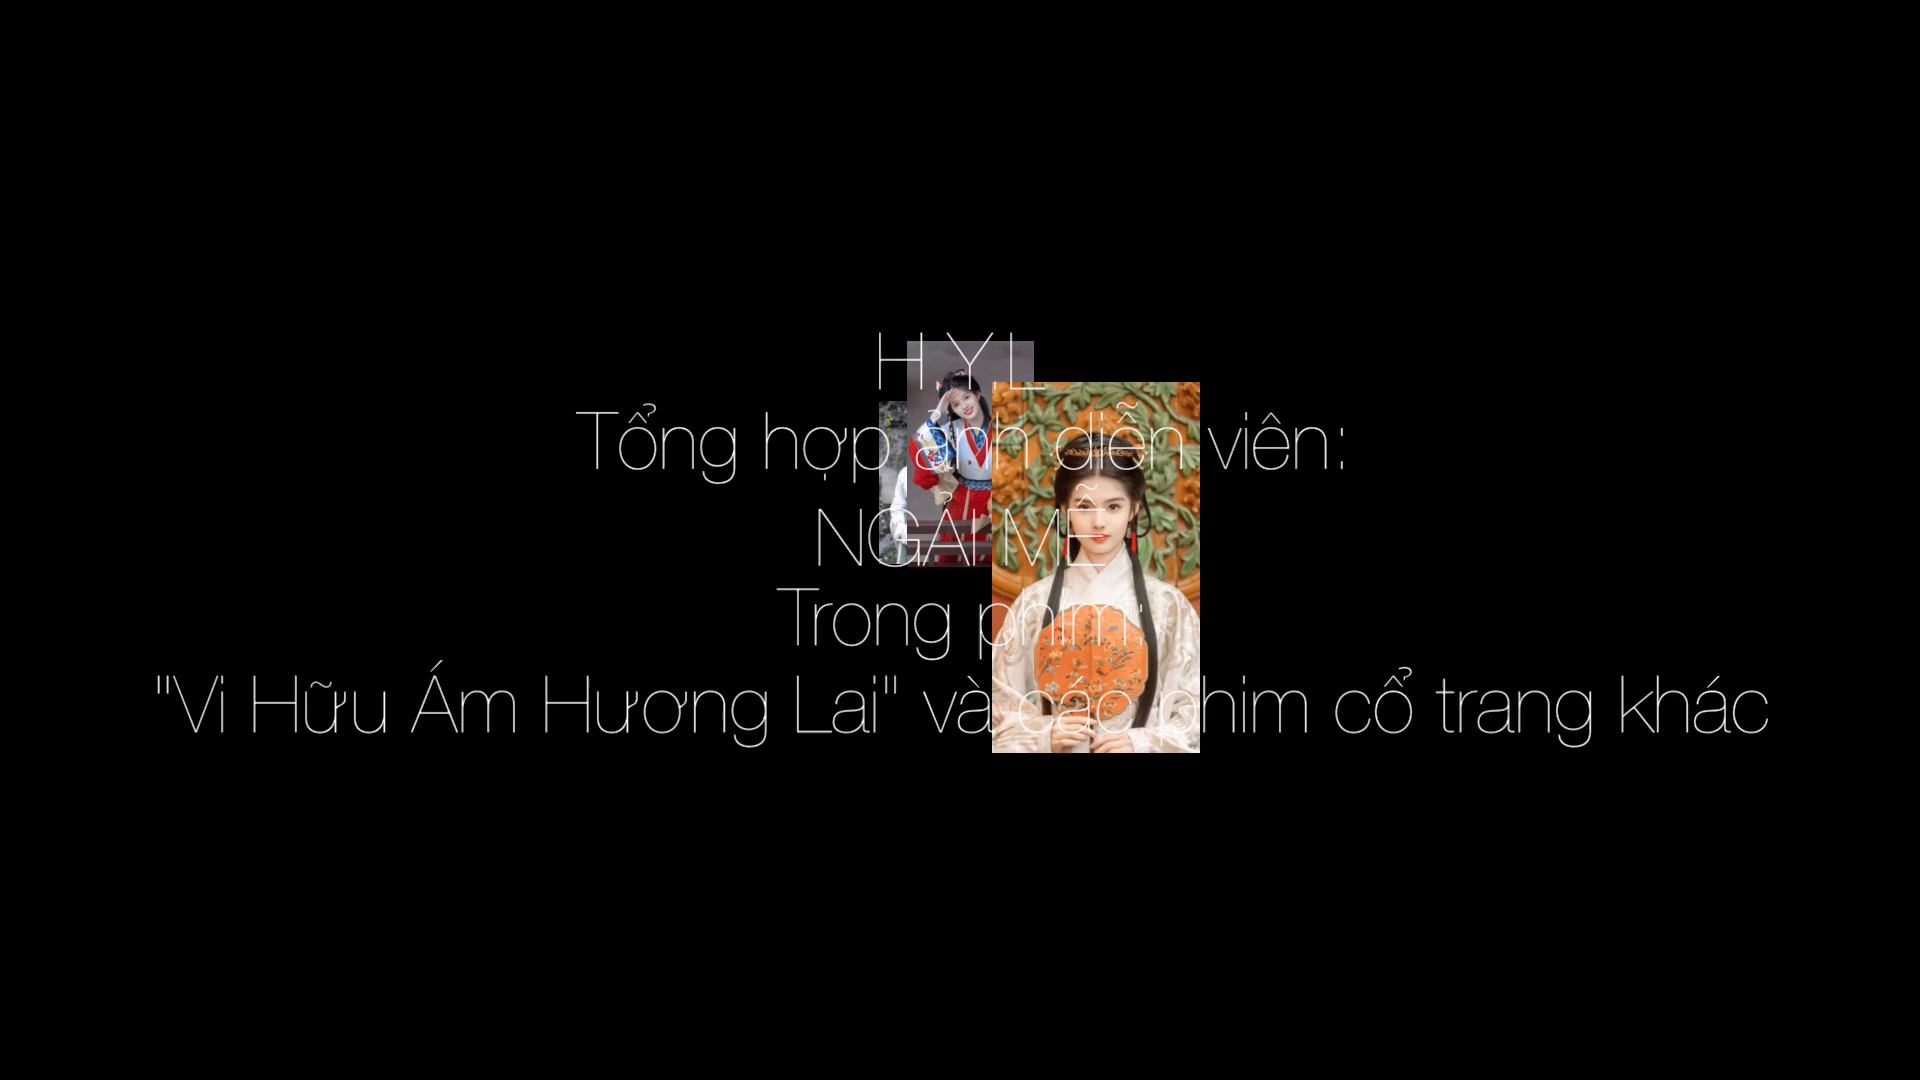 H.Y.L
Tổng hợp ảnh diễn viên:
NGẢI MỄ
Trong phim:
"Vi Hữu Ám Hương Lai" và các phim cổ trang khác